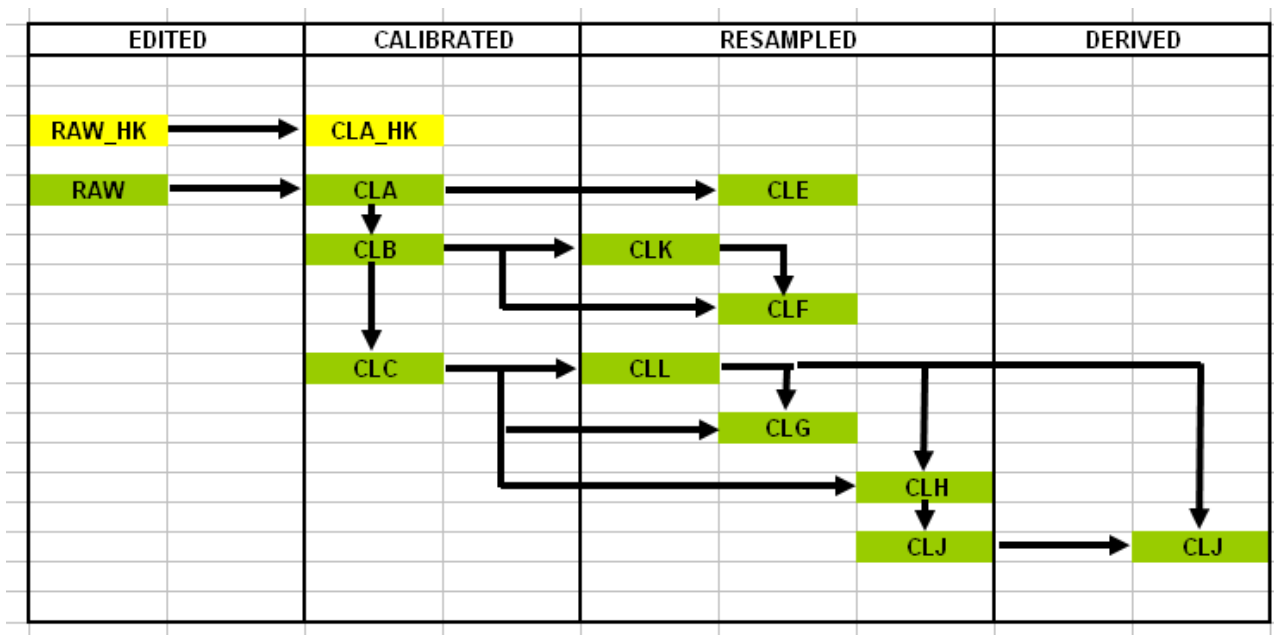 EDITED CALIBRATED RESAMPLED DERIVED
RAW_HK CLA_HK
RAW CLA CLE
CLB CLK
CLF
CLC CLL
CLG
CLH
CLJ CLJ